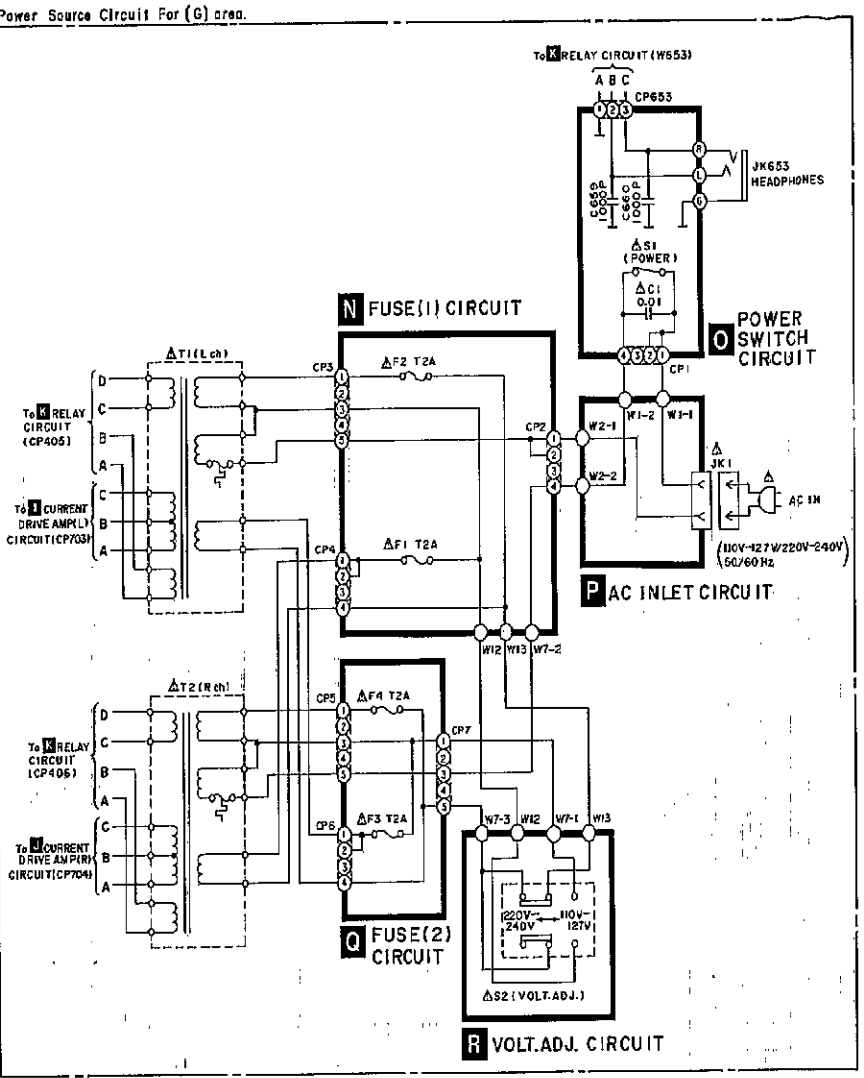 Power Source Circuit For (G) area.
To K RELAY CIRCUIT (W653)
A B C
CP653
1 2 3
R
L
G
JK653
HEADPHONES
C659
1000P
C660
1000P
⚠S1
(POWER)
⚠C1
0.01
4 3 2 1
CP1
O POWER
SWITCH
CIRCUIT
N FUSE(1) CIRCUIT
⚠T1(Lch)
CP3
1
2
3
4
5
⚠F2 T2A
D
C
B
A
To K RELAY
CIRCUIT
(CP405)
C
B
A
To I CURRENT
DRIVE AMP(L)
CIRCUIT(CP703)
CP2
1
2
3
4
W2-1
W2-2
W1-2
W1-1
⚠
JK1
⚠
AC IN
(110V-127V/220V-240V)
50/60Hz
P AC INLET CIRCUIT
CP4
1
2
3
4
⚠F1 T2A
W12
W13
W7-2
⚠T2(Rch)
CP5
1
2
3
4
5
⚠F4 T2A
CP7
1
2
3
4
5
D
C
B
A
To K RELAY
CIRCUIT
(CP406)
C
B
A
To J CURRENT
DRIVE AMP(R)
CIRCUIT(CP704)
CP6
1
2
3
4
⚠F3 T2A
Q FUSE(2)
CIRCUIT
W7-3
W12
W7-1
W13
220V-
240V
110V-
127V
⚠S2(VOLT.ADJ.)
R VOLT.ADJ. CIRCUIT